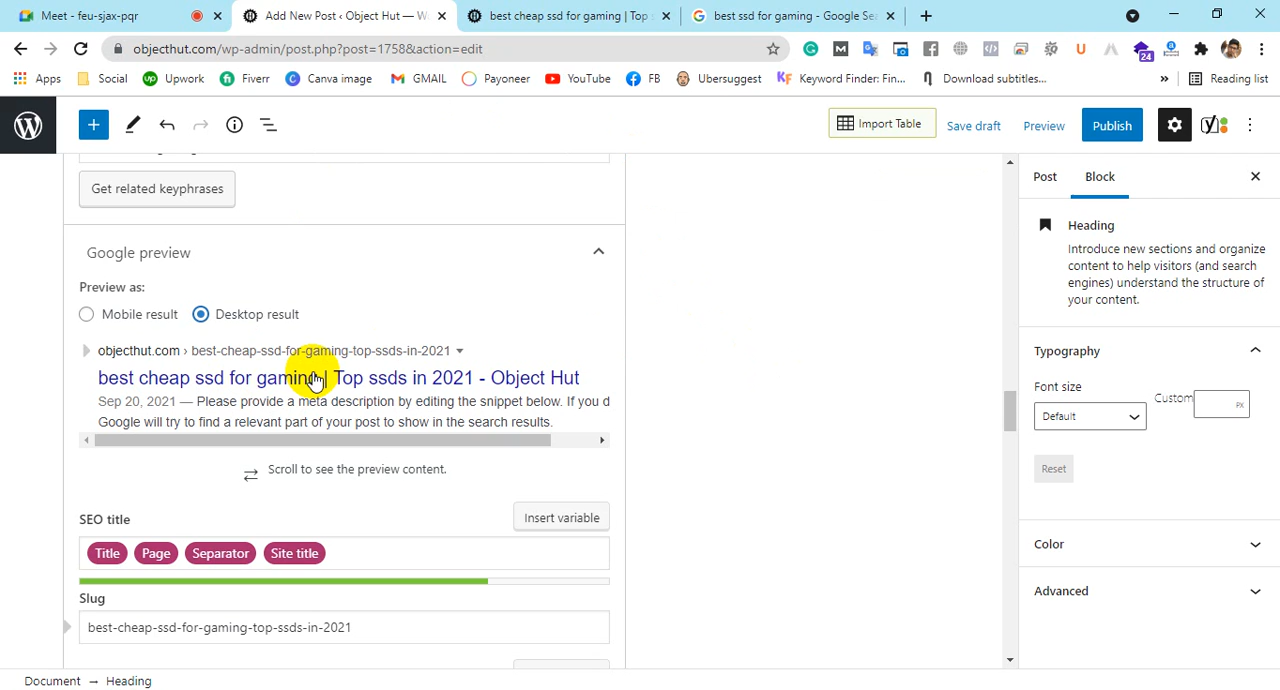 Meet - feu-sjax-pqr
Add New Post ‹ Object Hut — W
best cheap ssd for gaming | Top s
best ssd for gaming - Google Sea
objecthut.com/wp-admin/post.php?post=1758&action=edit
24
Apps
Social
Upwork
Fiverr
Canva image
GMAIL
Payoneer
YouTube
FB
Ubersuggest
Keyword Finder: Fin...
Download subtitles...
»
Reading list
Import Table
Save draft
Preview
Publish
Get related keyphrases
Google preview
Preview as:
Mobile result
Desktop result
objecthut.com › best-cheap-ssd-for-gaming-top-ssds-in-2021
best cheap ssd for gaming | Top ssds in 2021 - Object Hut
Sep 20, 2021 — Please provide a meta description by editing the snippet below. If you d
Google will try to find a relevant part of your post to show in the search results.
Scroll to see the preview content.
SEO title
Insert variable
Title
Page
Separator
Site title
Slug
best-cheap-ssd-for-gaming-top-ssds-in-2021
Post
Block
Heading
Introduce new sections and organize
content to help visitors (and search
engines) understand the structure of
your content.
Typography
Font size
Custom
Default
PX
Reset
Color
Advanced
Document → Heading